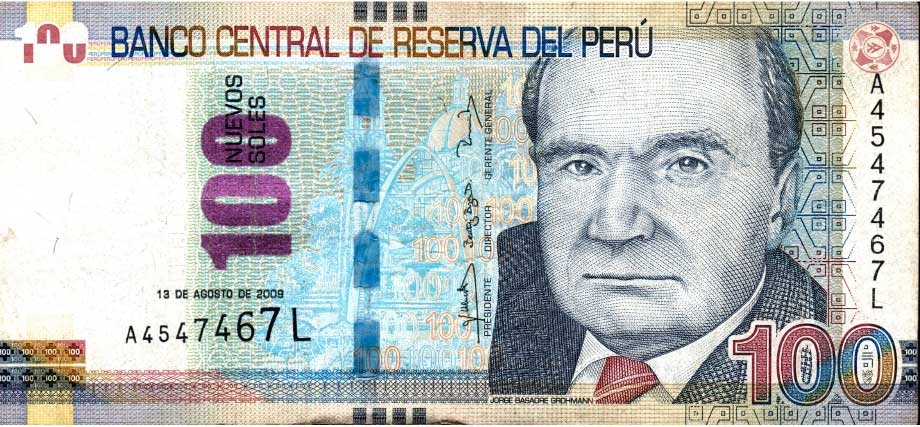 100
BANCO CENTRAL DE RESERVA DEL PERÚ
A4547467L
100
NUEVOS
SOLES
GERENTE GENERAL
DIRECTOR
PRESIDENTE
13 DE AGOSTO DE 2009
A4547467L
JORGE BASADRE GROHMANN
100